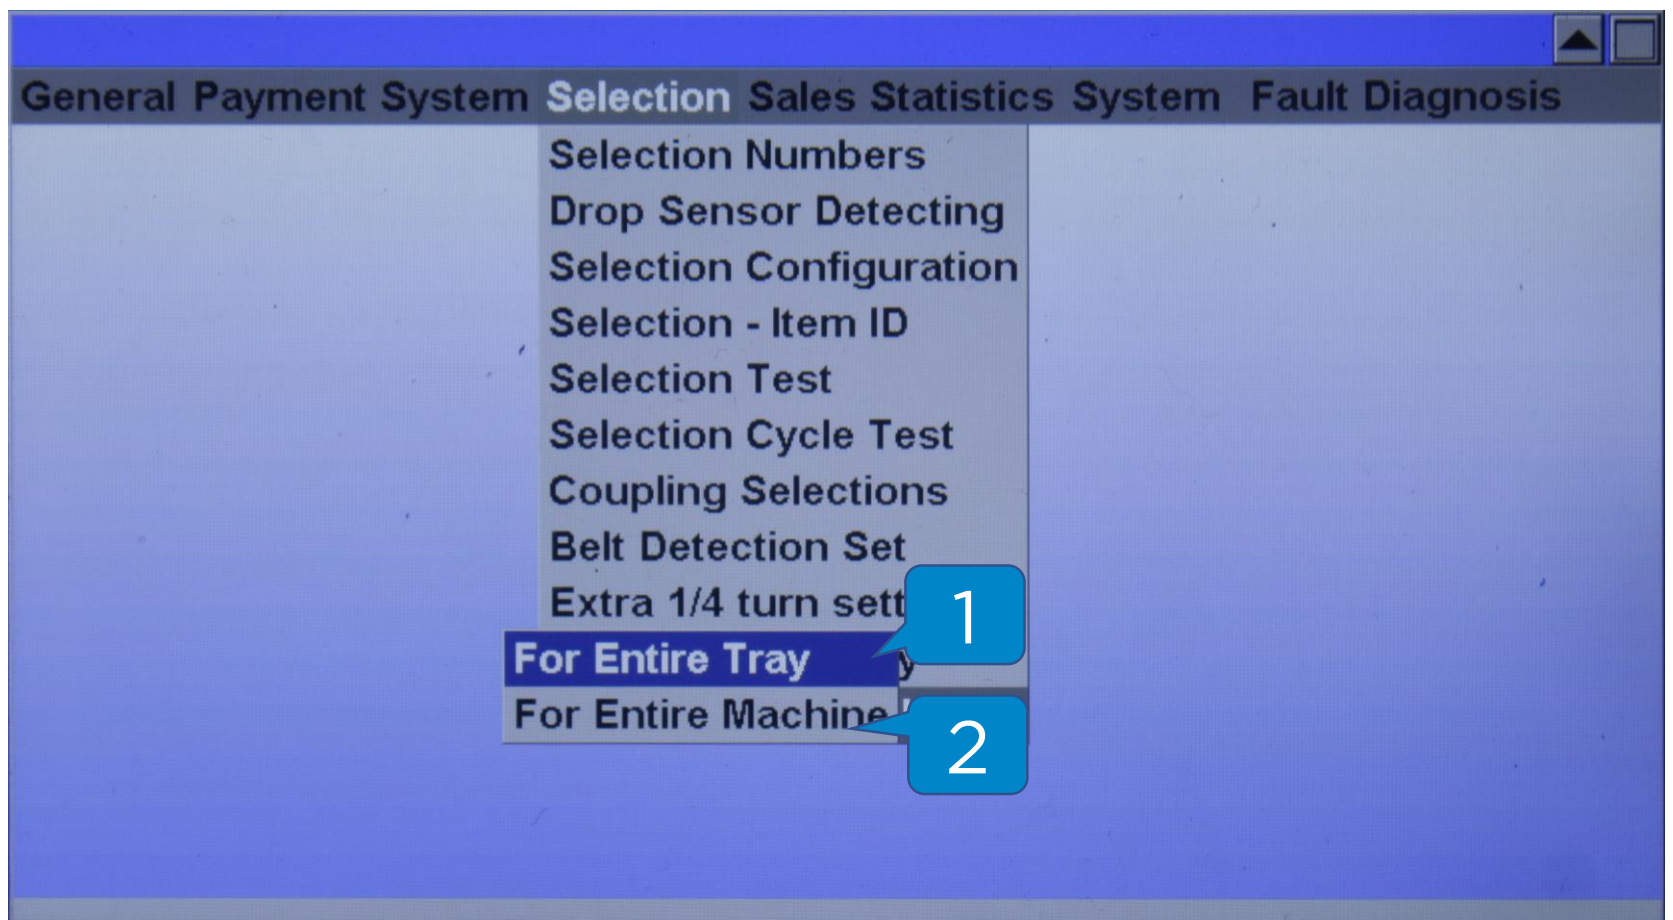 General Payment System Selection Sales Statistics System Fault Diagnosis
Selection Numbers
Drop Sensor Detecting
Selection Configuration
Selection - Item ID
Selection Test
Selection Cycle Test
Coupling Selections
Belt Detection Set
Extra 1/4 turn sett
1
For Entire Tray
y
For Entire Machine
2